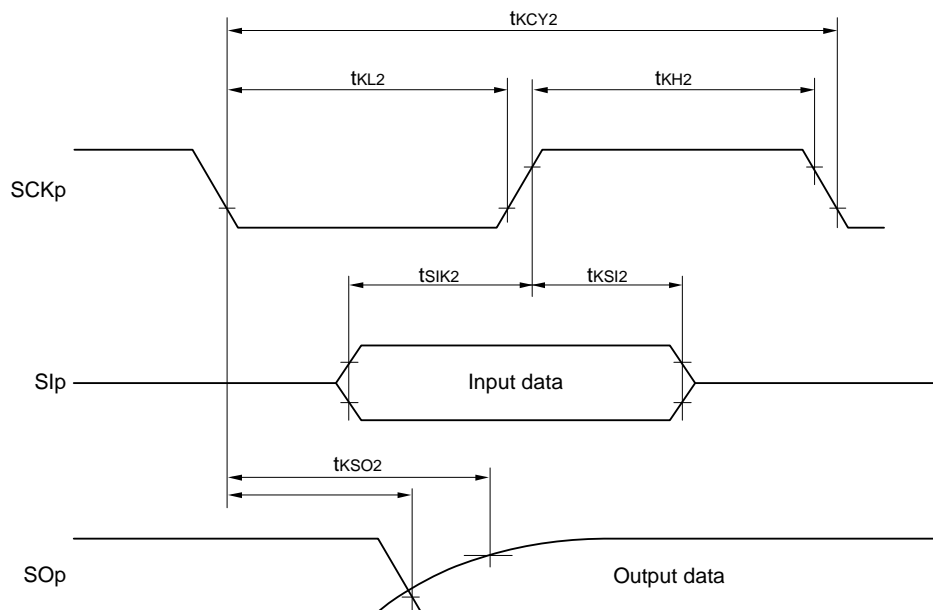 tKCY2
tKL2
tKH2
SCKp
tSIK2
tKSI2
SIp
Input data
tKSO2
SOp
Output data